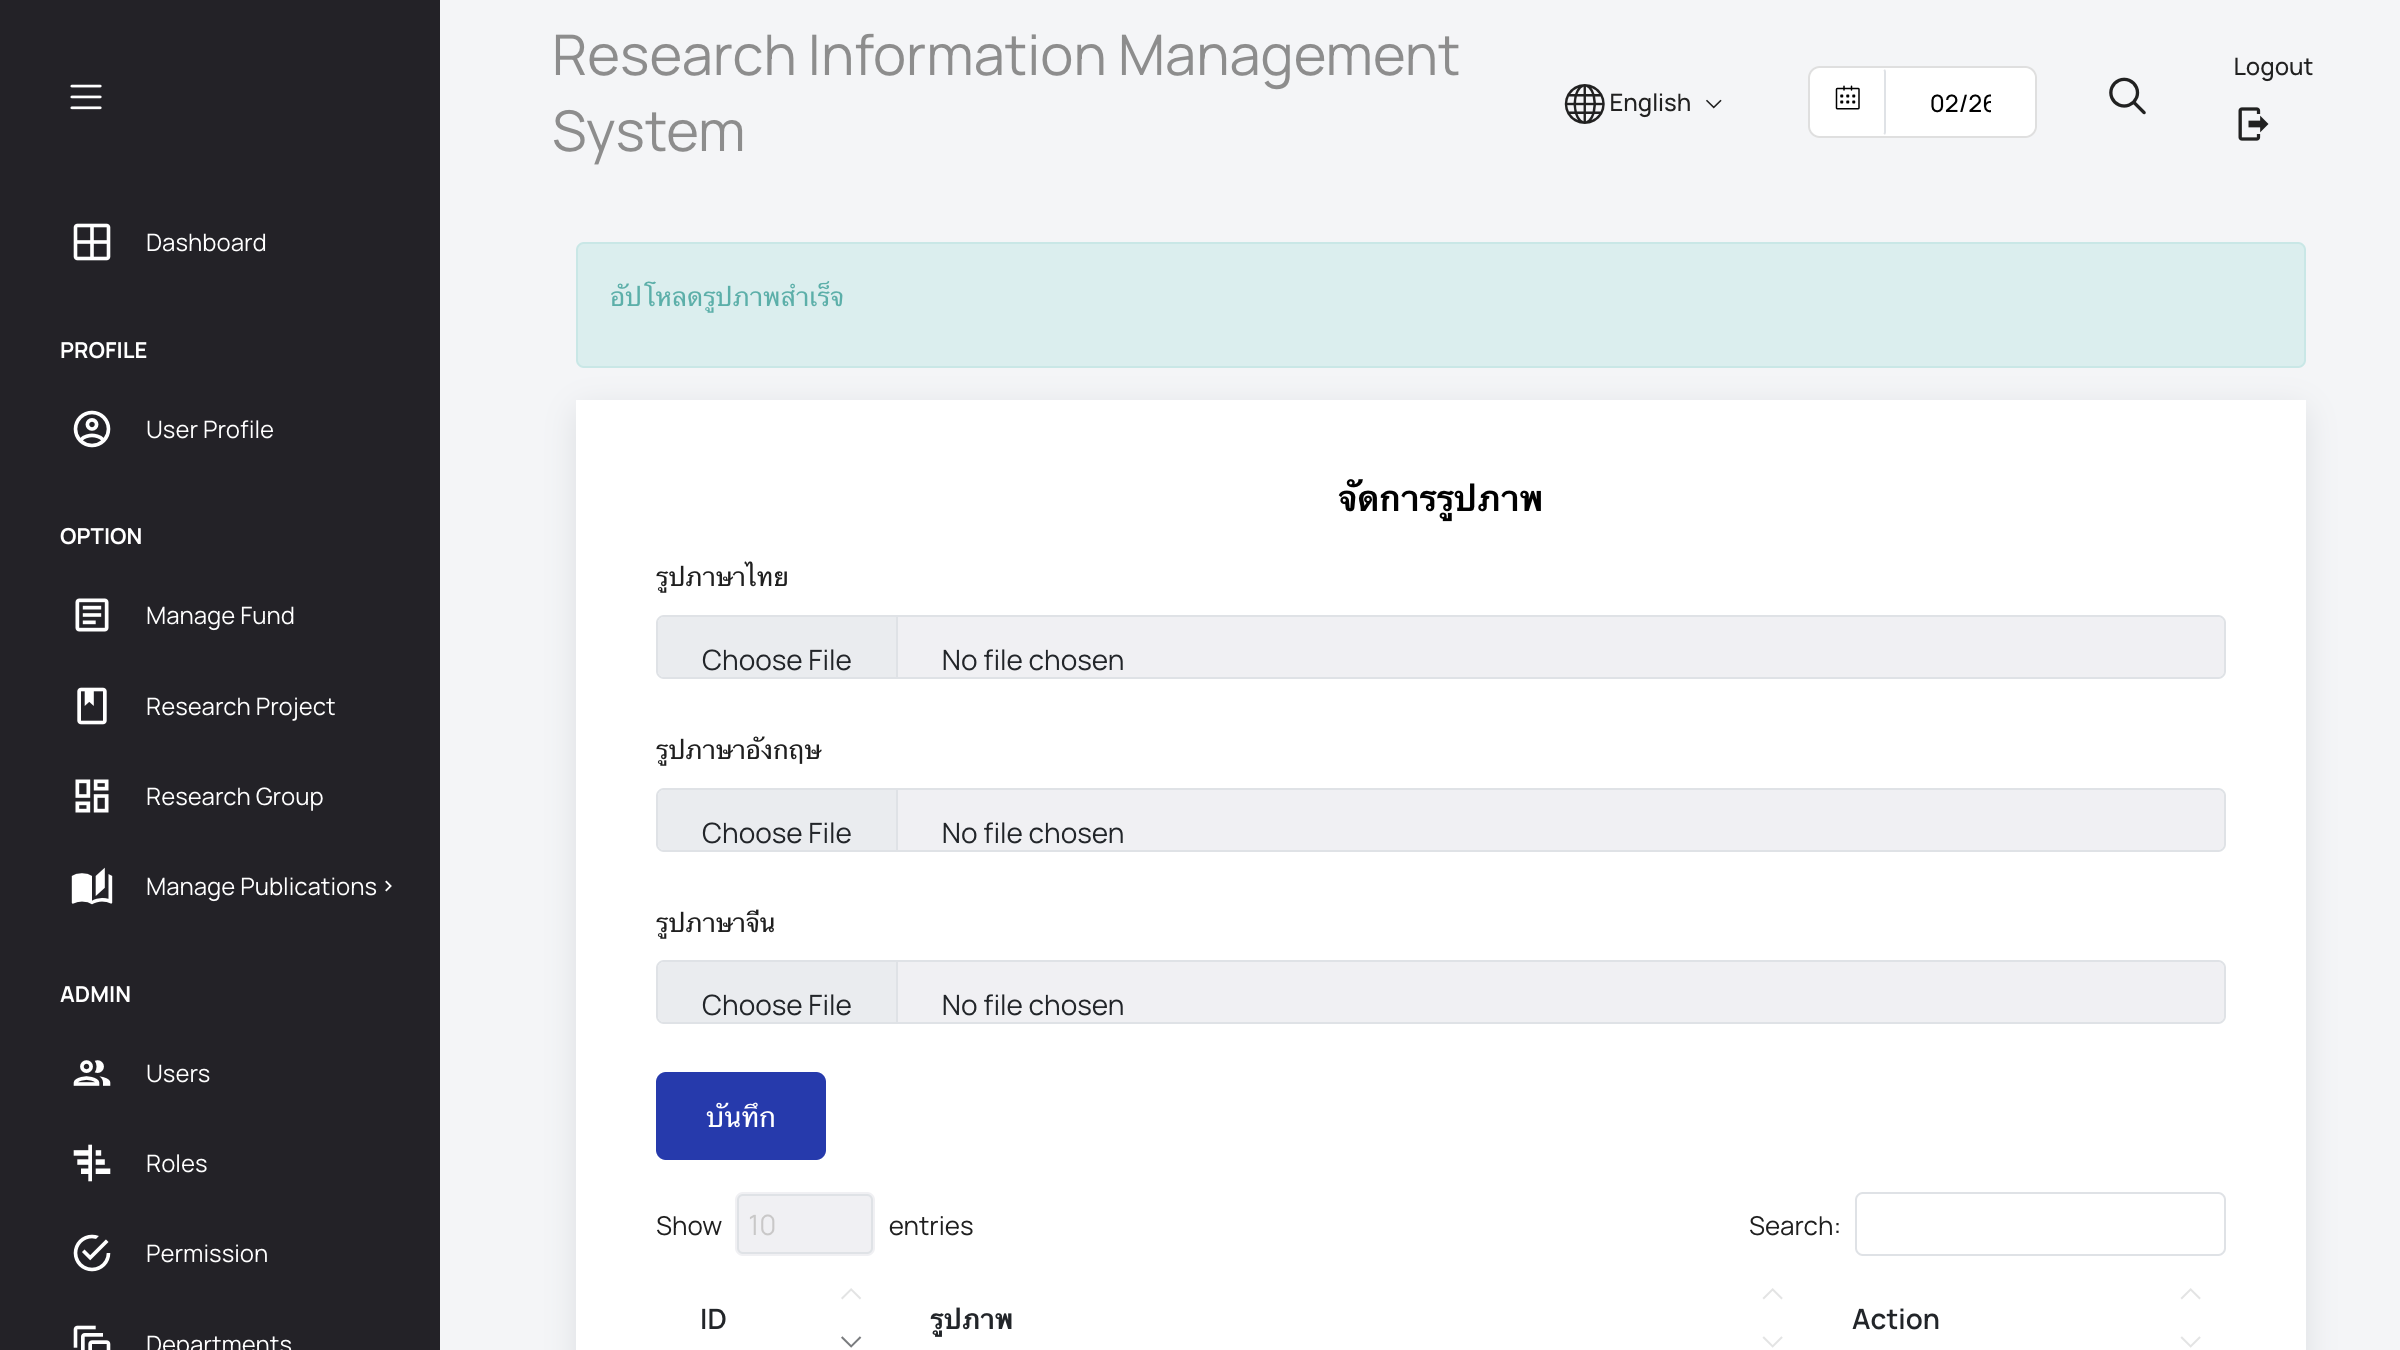 Research Information Management
System
English
02/26
Logout
Dashboard
PROFILE
User Profile
OPTION
Manage Fund
Research Project
Research Group
Manage Publications
ADMIN
Users
Roles
Permission
Departments
อัปโหลดรูปภาพสำเร็จ
จัดการรูปภาพ
รูปภาษาไทย
Choose File No file chosen
รูปภาษาอังกฤษ
Choose File No file chosen
รูปภาษาจีน
Choose File No file chosen
บันทึก
Show 10 entries Search:
ID รูปภาพ Action